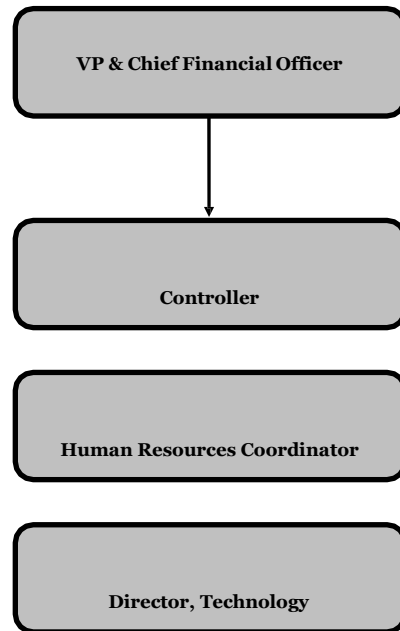 VP & Chief Financial Officer
Controller
Human Resources Coordinator
Director, Technology